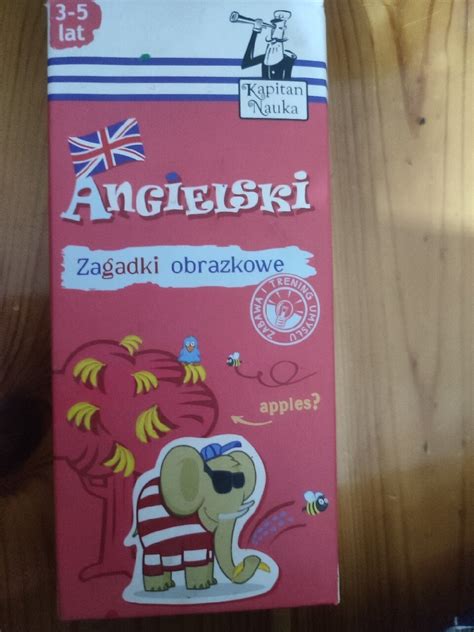 3-5
lat
Kapitan
Nauka
ANGIELSKI
Zagadki obrazkowe
ZABAWA I TRENING UMYSŁU
apples?